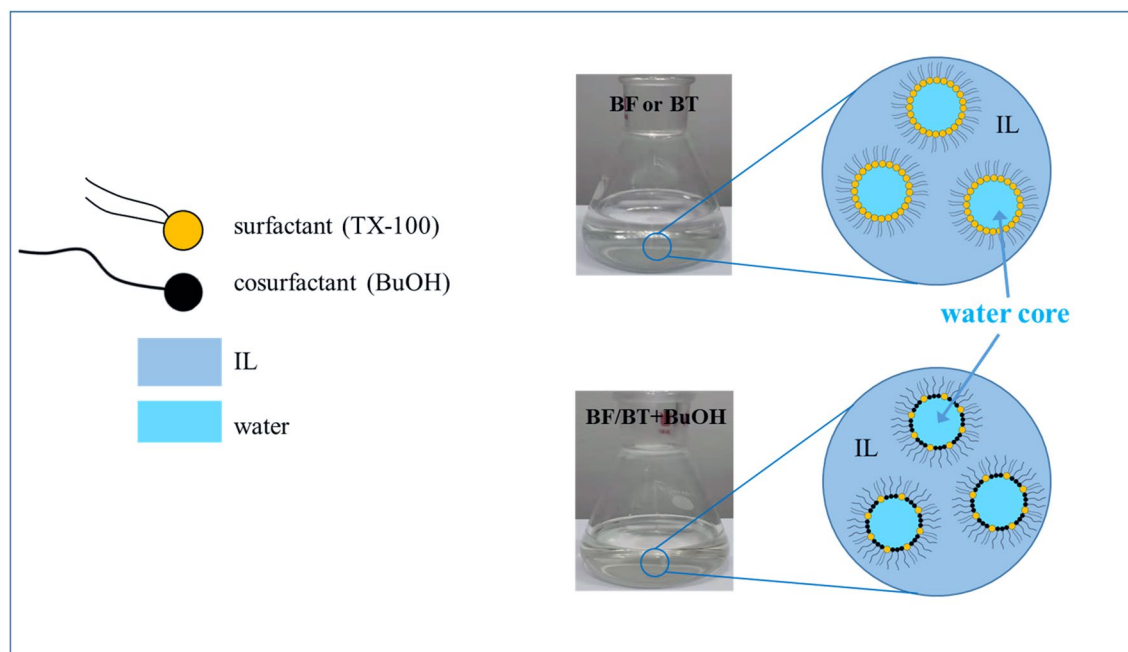 surfactant (TX-100)
cosurfactant (BuOH)
IL
water
BF or BT
IL
water core
BF/BT+BuOH
IL